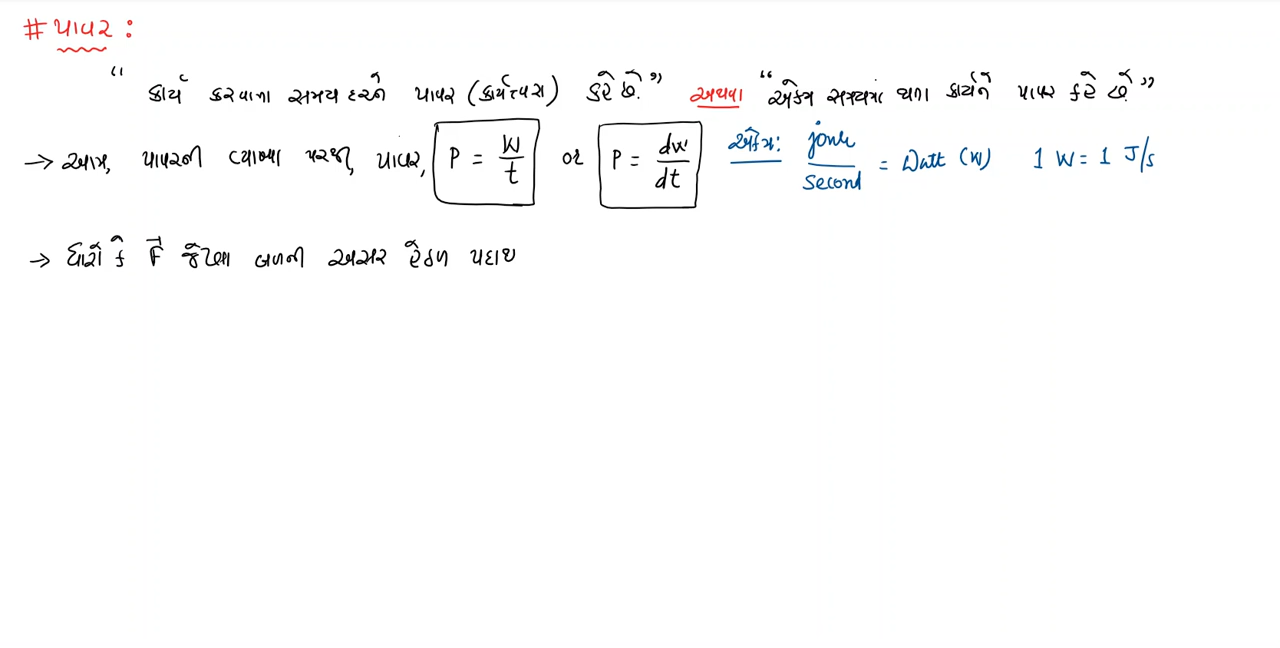 # પાવર :
“ કાર્ય કરવાના સમય દરને પાવર (કાર્યત્વરા) કહે છે.” અથવા “એકમ સમયમાં થતા કાર્યને પાવર કહે છે”
→ આમ, પાવરની વ્યાખ્યા પરથી, પાવર, P = W/t or P = dw/dt એકમ: joule/second = Watt (W) 1 W = 1 J/s
→ ધારો કે F⃗ જેટલા બળની અસર હેઠળ પદાથ